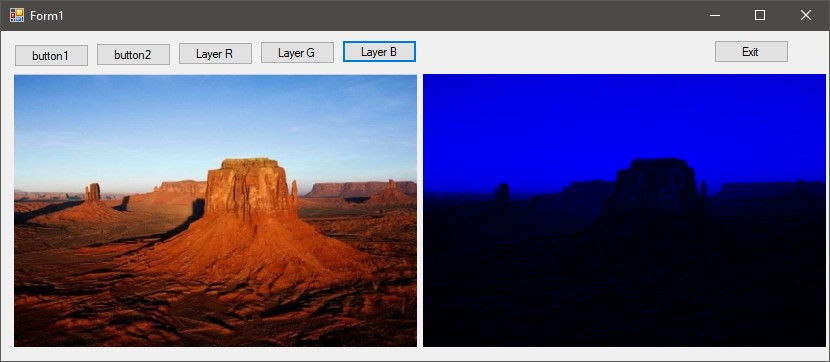 Form1
button1
button2
Layer R
Layer G
Layer B
Exit